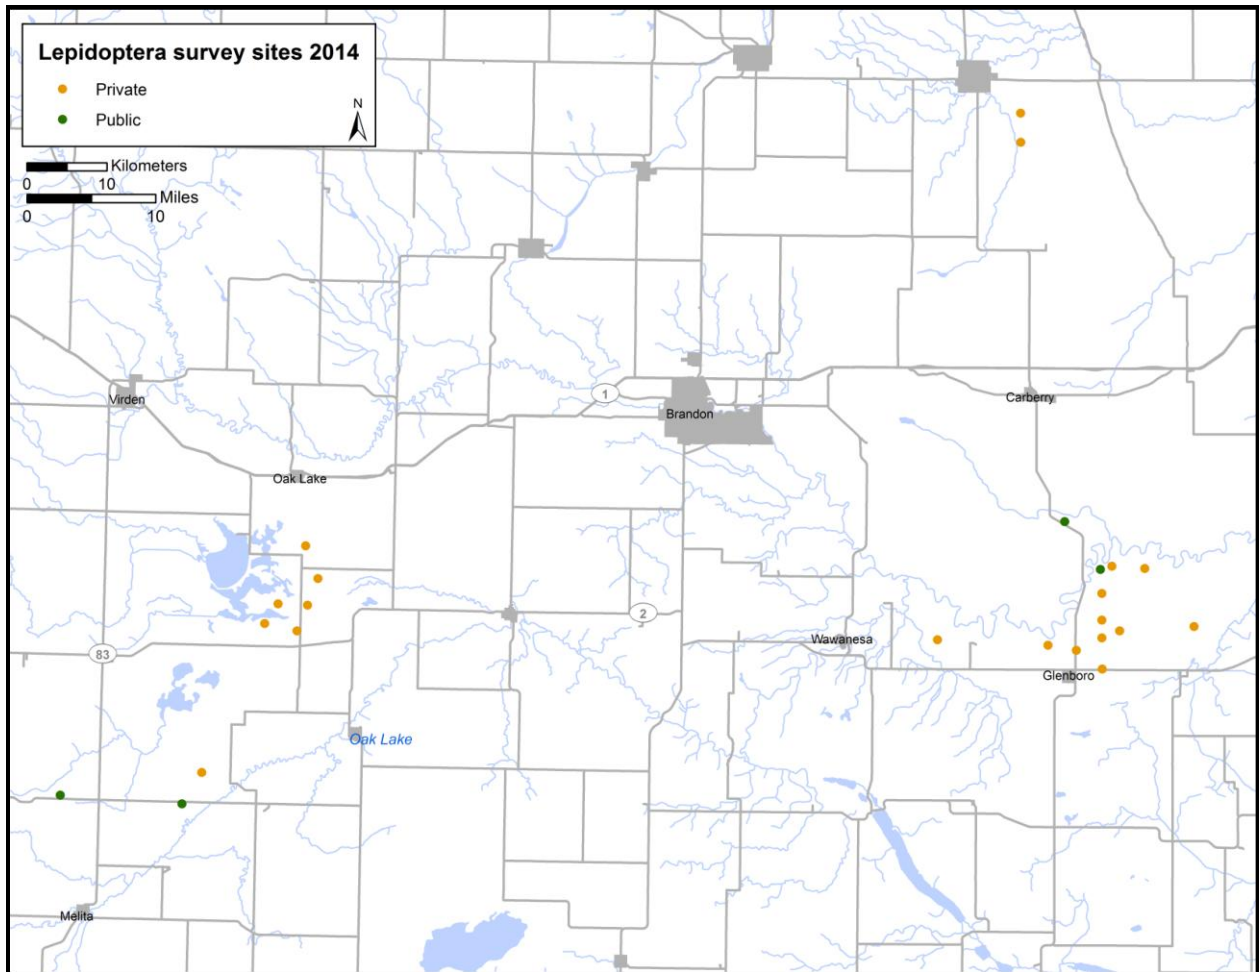 Lepidoptera survey sites 2014
Private
Public
N
Kilometers
0 10
Miles
0 10
Virden
1
Brandon
Carberry
Oak Lake
2
Wawanesa
83
Glenboro
Oak Lake
Melita